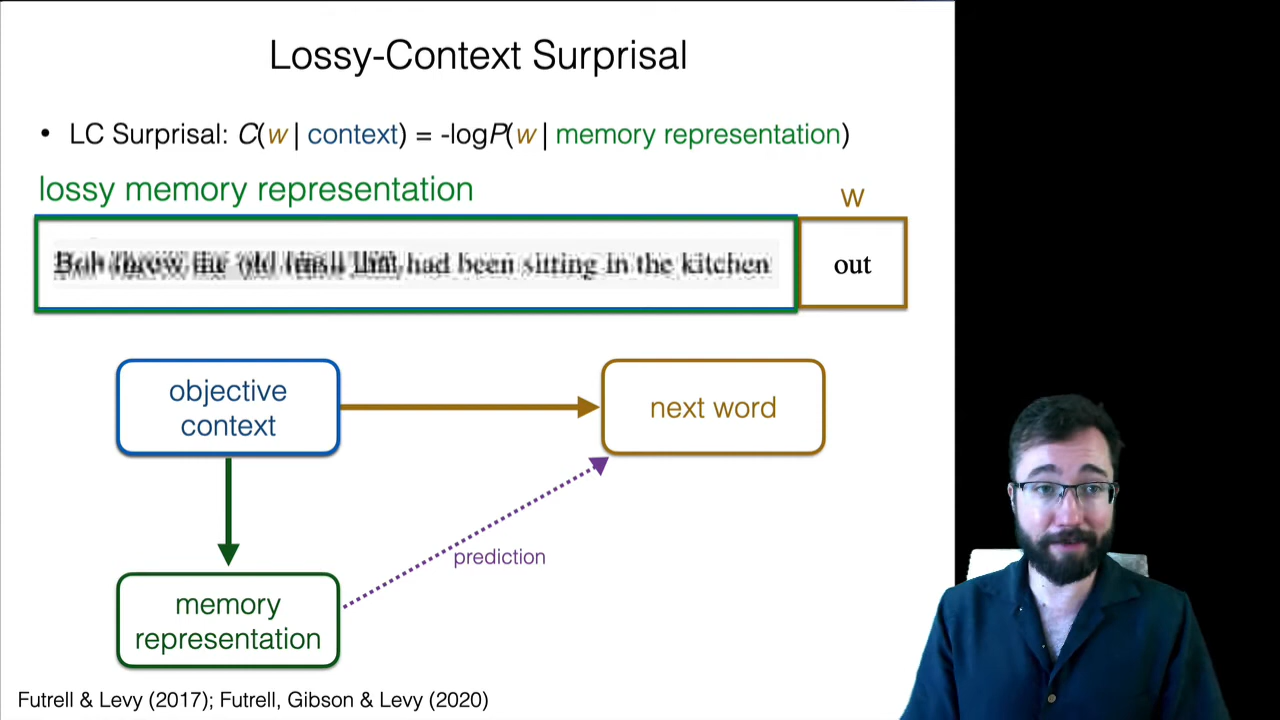 Lossy-Context Surprisal
• LC Surprisal: C(w | context) = -logP(w | memory representation)
lossy memory representation
w
had been sitting in the kitchen
out
objective
context
next word
prediction
memory
representation
Futrell & Levy (2017); Futrell, Gibson & Levy (2020)